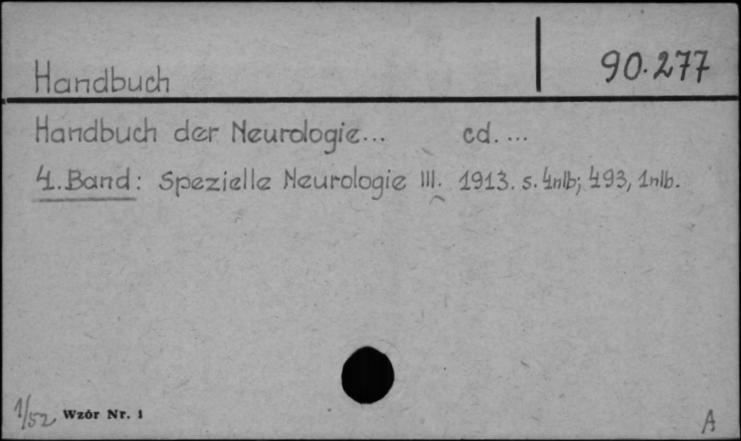 Handbuch
90.277
Handbuch der Neurologie... cd. ...
4. Band: Spezielle Neurologie III. 1913. s. 4nlb; 493, 1nlb.
1/52 Wzór Nr. 1
A